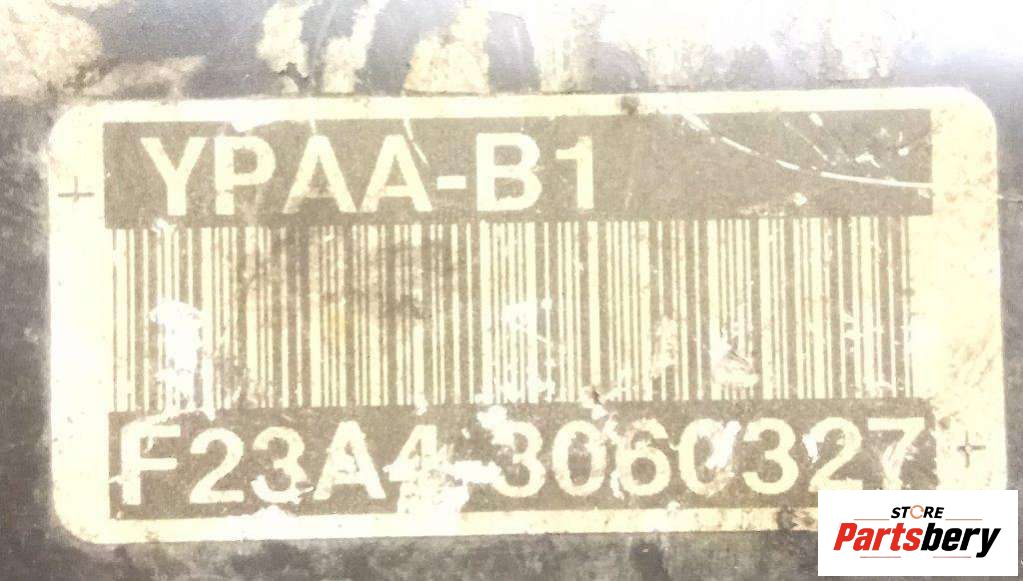 YPAA-B1
F23A4-3060327
STORE
Partsbery